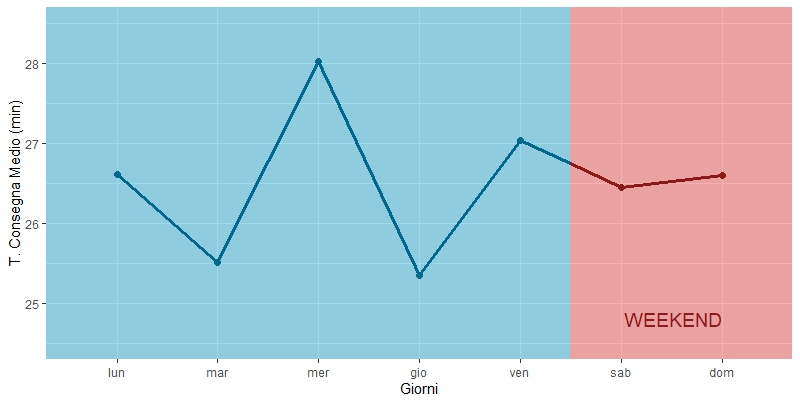 T. Consegna Medio (min)
28
27
26
25
WEEKEND
lun mar mer gio ven sab dom
Giorni